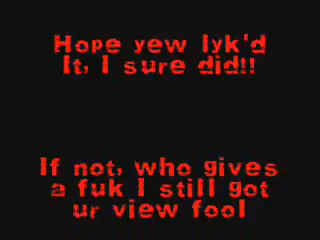 Hope yew lyk'd
It, I sure did!!
If not, who gives
a fuk I still got
ur view fool